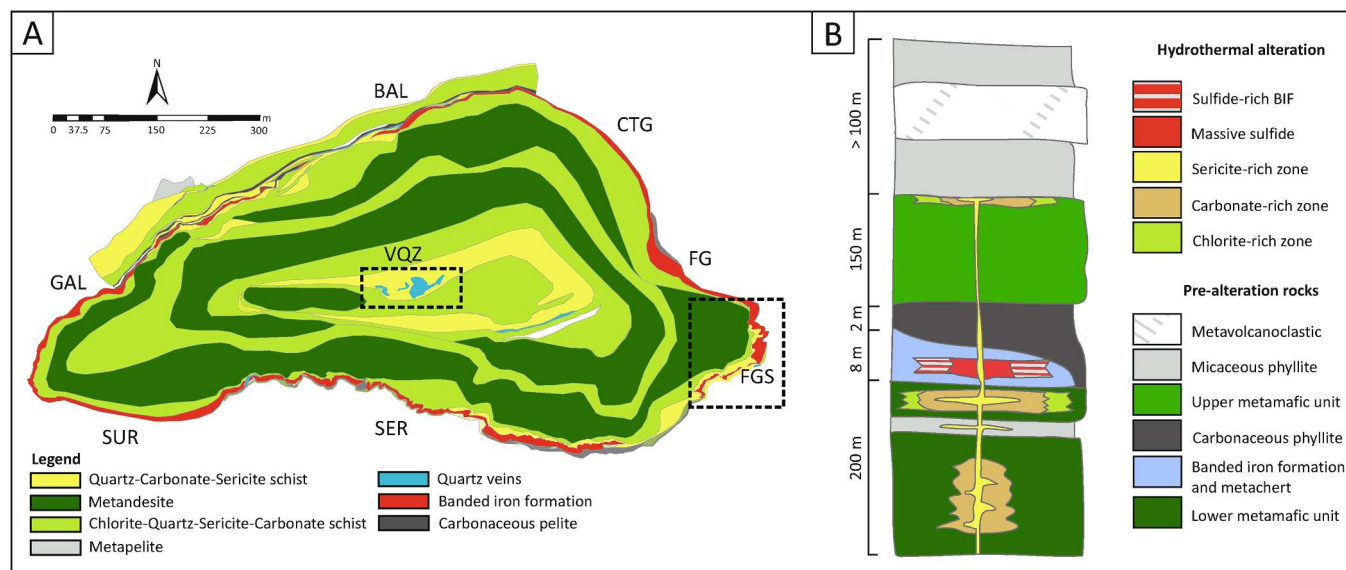 A
N
0 37.5 75 150 225 300 m
BAL
CTG
VQZ
FG
GAL
FGS
SUR
SER
Legend
Quartz-Carbonate-Sericite schist
Metandesite
Chlorite-Quartz-Sericite-Carbonate schist
Metapelite
Quartz veins
Banded iron formation
Carbonaceous pelite
B
> 100 m
150 m
2 m
8 m
200 m
Hydrothermal alteration
Sulfide-rich BIF
Massive sulfide
Sericite-rich zone
Carbonate-rich zone
Chlorite-rich zone
Pre-alteration rocks
Metavolcanoclastic
Micaceous phyllite
Upper metamafic unit
Carbonaceous phyllite
Banded iron formation
and metachert
Lower metamafic unit